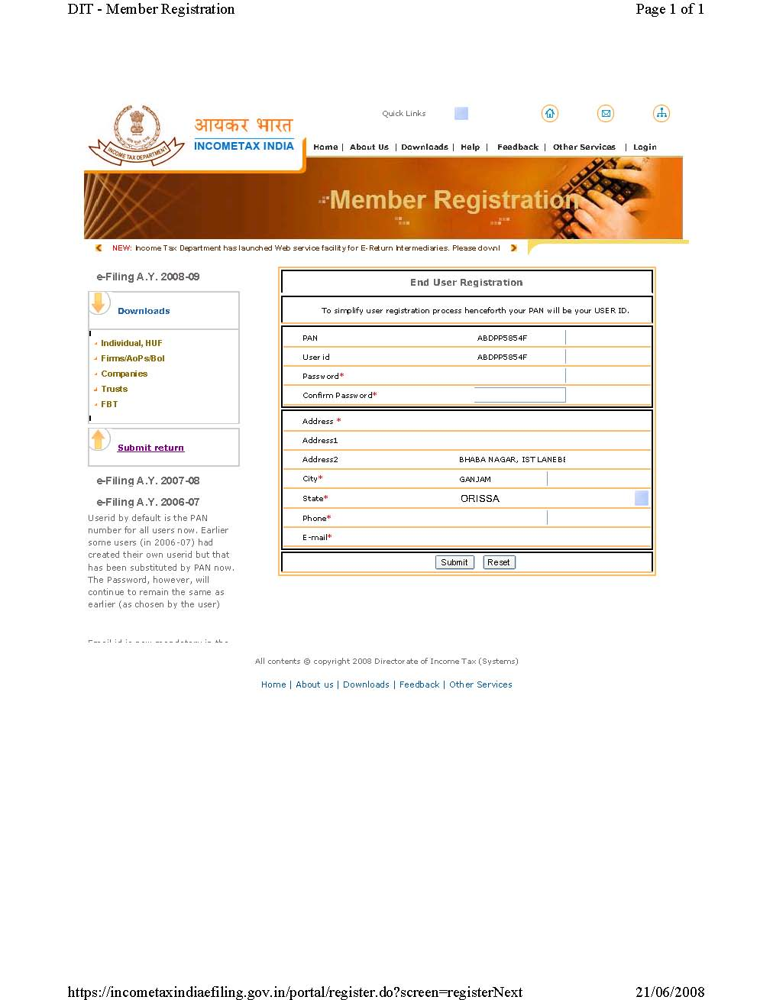 DIT - Member Registration Page 1 of 1
Quick Links
आयकर भारत
INCOMETAX INDIA
INCOME TAX DEPARTMENT
Home | About Us | Downloads | Help | Feedback | Other Services | Login
Member Registration
NEW: Income Tax Department has launched Web service facility for E-Return Intermediaries. Please downl
e-Filing A.Y. 2008-09
Downloads
Individual, HUF
Firms/AoPs/BoI
Companies
Trusts
FBT
Submit return
e-Filing A.Y. 2007-08
e-Filing A.Y. 2006-07
Userid by default is the PAN
number for all users now. Earlier
some users (in 2006-07) had
created their own userid but that
has been substituted by PAN now.
The Password, however, will
continue to remain the same as
earlier (as chosen by the user)
Email id is now mandatory in the
End User Registration
To simplify user registration process henceforth your PAN will be your USER ID.
PAN ABDPP5854F
User id ABDPP5854F
Password*
Confirm Password*
Address *
Address1
Address2 BHABA NAGAR, IST LANEBE
City* GANJAM
State* ORISSA
Phone*
E-mail*
Submit Reset
All contents © copyright 2008 Directorate of Income Tax (Systems)
Home | About us | Downloads | Feedback | Other Services
https://incometaxindiaefiling.gov.in/portal/register.do?screen=registerNext 21/06/2008